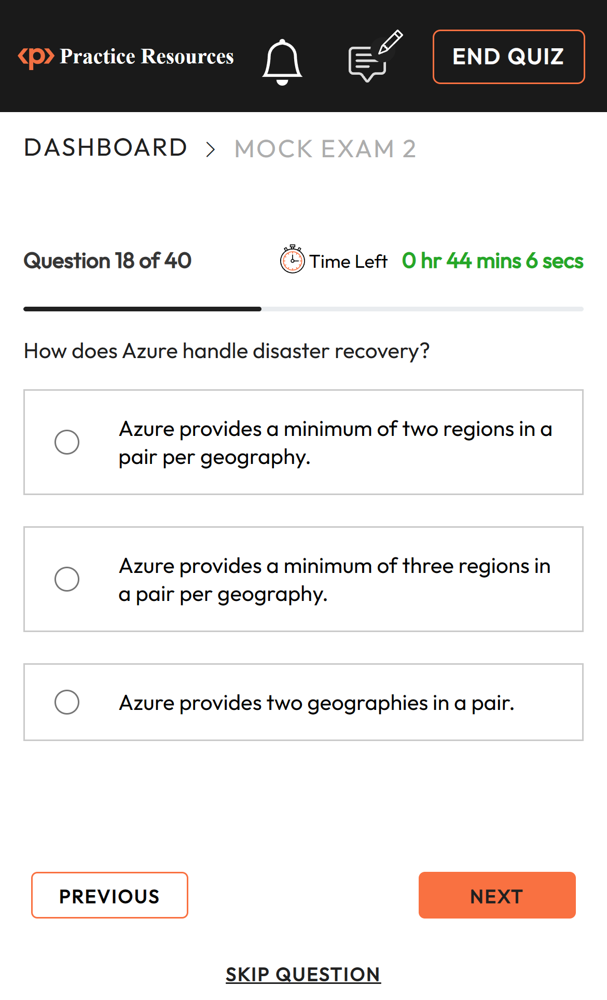 <p> Practice Resources
END QUIZ
DASHBOARD > MOCK EXAM 2
Question 18 of 40
Time Left 0 hr 44 mins 6 secs
How does Azure handle disaster recovery?
Azure provides a minimum of two regions in a
pair per geography.
Azure provides a minimum of three regions in
a pair per geography.
Azure provides two geographies in a pair.
PREVIOUS
NEXT
SKIP QUESTION